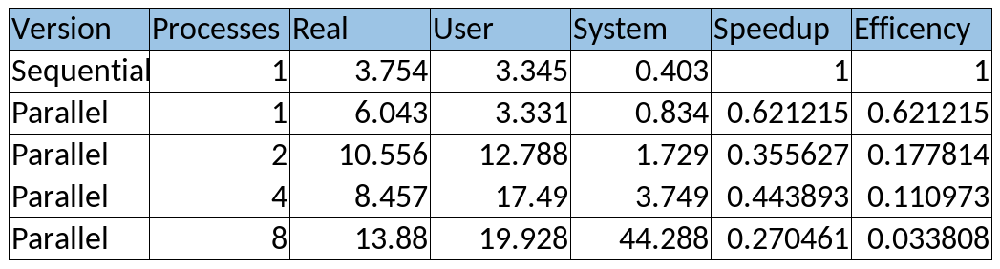 Version Processes Real User System Speedup Efficency
Sequential 1 3.754 3.345 0.403 1 1
Parallel 1 6.043 3.331 0.834 0.621215 0.621215
Parallel 2 10.556 12.788 1.729 0.355627 0.177814
Parallel 4 8.457 17.49 3.749 0.443893 0.110973
Parallel 8 13.88 19.928 44.288 0.270461 0.033808